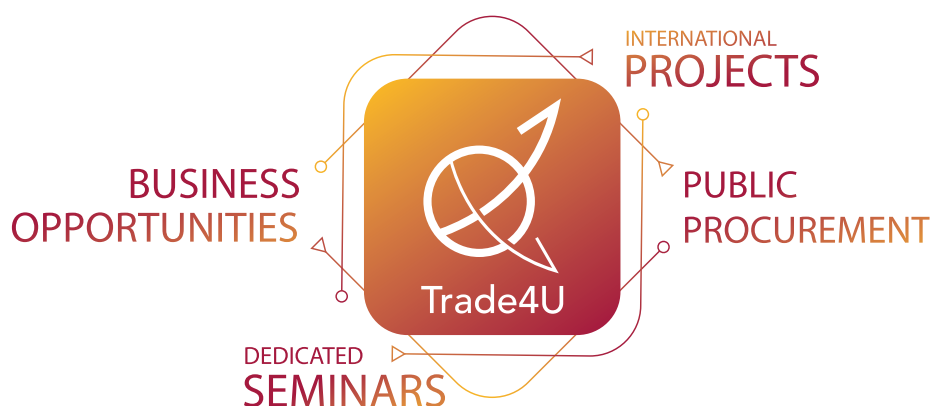 INTERNATIONAL
PROJECTS
BUSINESS
OPPORTUNITIES
PUBLIC
PROCUREMENT
Trade4U
DEDICATED
SEMINARS